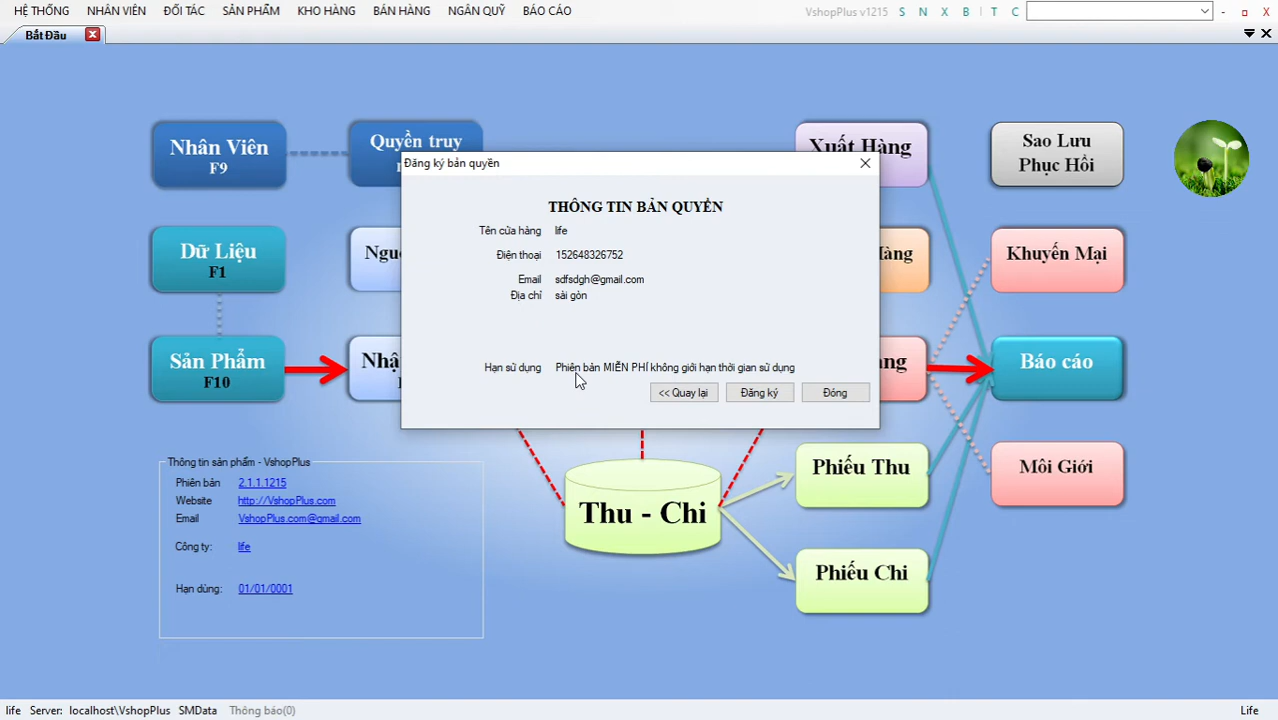 HỆ THỐNG NHÂN VIÊN ĐỐI TÁC SẢN PHẨM KHO HÀNG BÁN HÀNG NGÂN QUỸ BÁO CÁO VshopPlus v1215 S N X B T C
Bắt Đầu
Nhân Viên
F9
Quyền truy
Xuất Hàng
Sao Lưu
Phục Hồi
Đăng ký bản quyền
THÔNG TIN BẢN QUYỀN
Tên cửa hàng life
Điện thoại 152648326752
Email sdfsdgh@gmail.com
Địa chỉ sài gòn
Hạn sử dụng Phiên bản MIỄN PHÍ không giới hạn thời gian sử dụng
<< Quay lại Đăng ký Đóng
Dữ Liệu
F1
Khuyến Mại
Sản Phẩm
F10
Báo cáo
Thông tin sản phẩm - VshopPlus
Phiên bản 2.1.1.1215
Website http://VshopPlus.com
Email VshopPlus.com@gmail.com
Công ty: life
Hạn dùng: 01/01/0001
Thu - Chi
Phiếu Thu
Môi Giới
Phiếu Chi
life Server: localhost\VshopPlus SMData Thông báo(0) Life